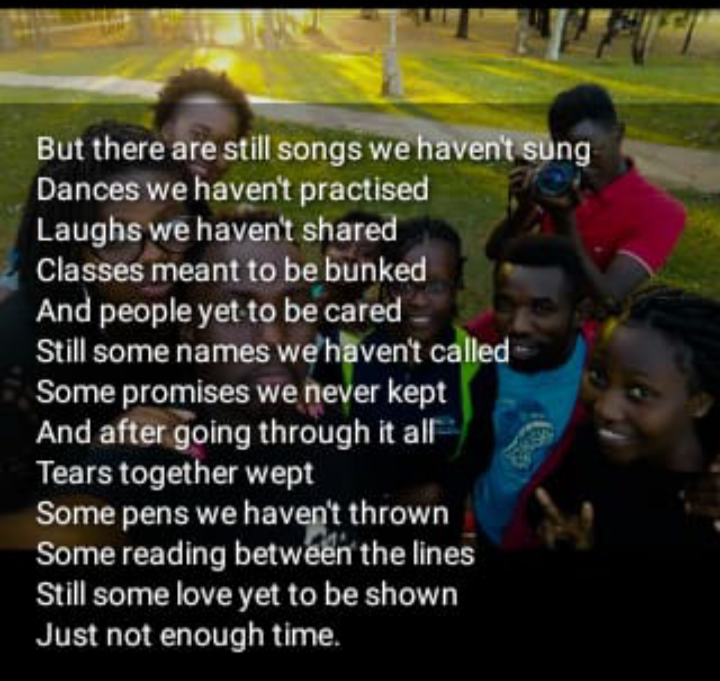 But there are still songs we haven't sung
Dances we haven't practised
Laughs we haven't shared
Classes meant to be bunked
And people yet to be cared
Still some names we haven't called
Some promises we never kept
And after going through it all
Tears together wept
Some pens we haven't thrown
Some reading between the lines
Still some love yet to be shown
Just not enough time.